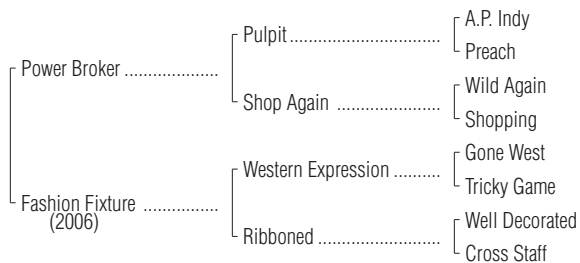 A.P. Indy
Pulpit................................
Preach
Power Broker ....................
Wild Again
Shop Again ......................
Shopping
Gone West
Western Expression ..........
Tricky Game
Fashion Fixture ................
(2006)
Well Decorated
Ribboned..........................
Cross Staff